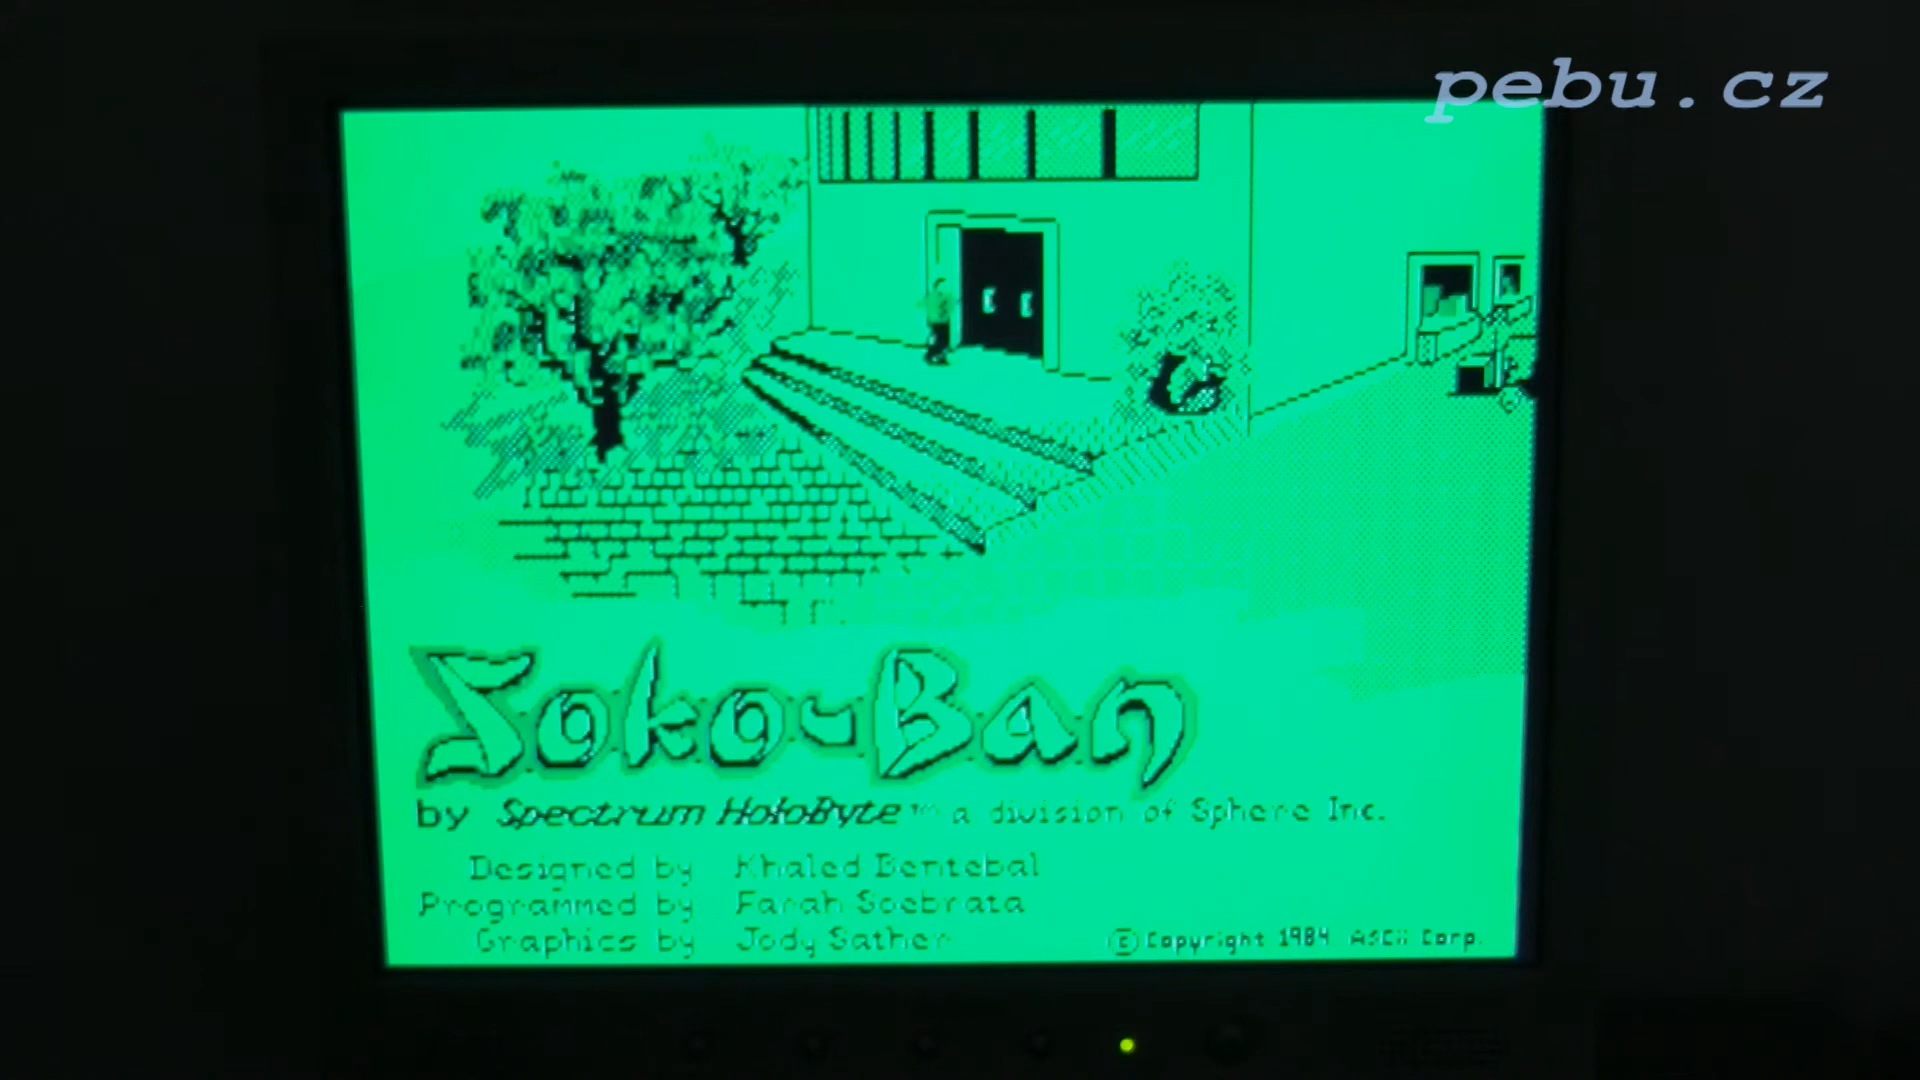 pebu.cz
Soko-Ban
by Spectrum HoloByte™ a division of Sphere Inc.
Designed by Khaled Bentebal
Programmed by Farah Soebrata
Graphics by Jody Sather
©Copyright 1984 ASCII Corp.